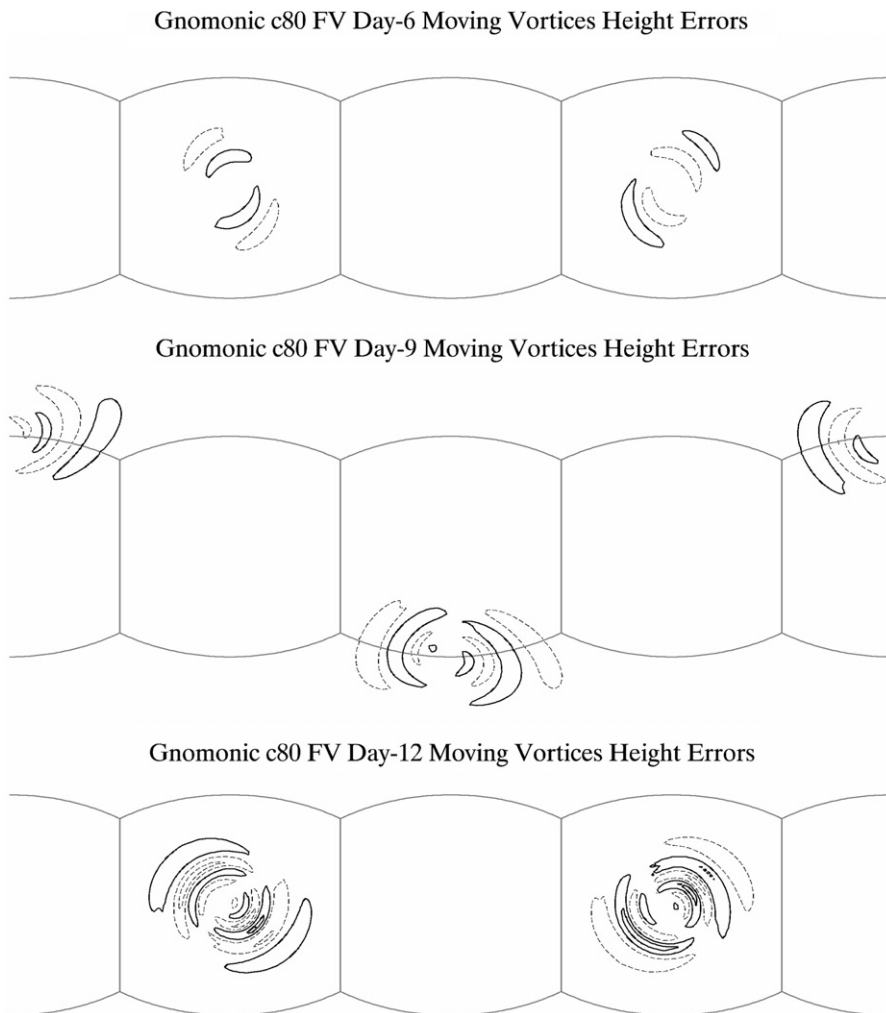 Gnomonic c80 FV Day-6 Moving Vortices Height Errors
Gnomonic c80 FV Day-9 Moving Vortices Height Errors
Gnomonic c80 FV Day-12 Moving Vortices Height Errors